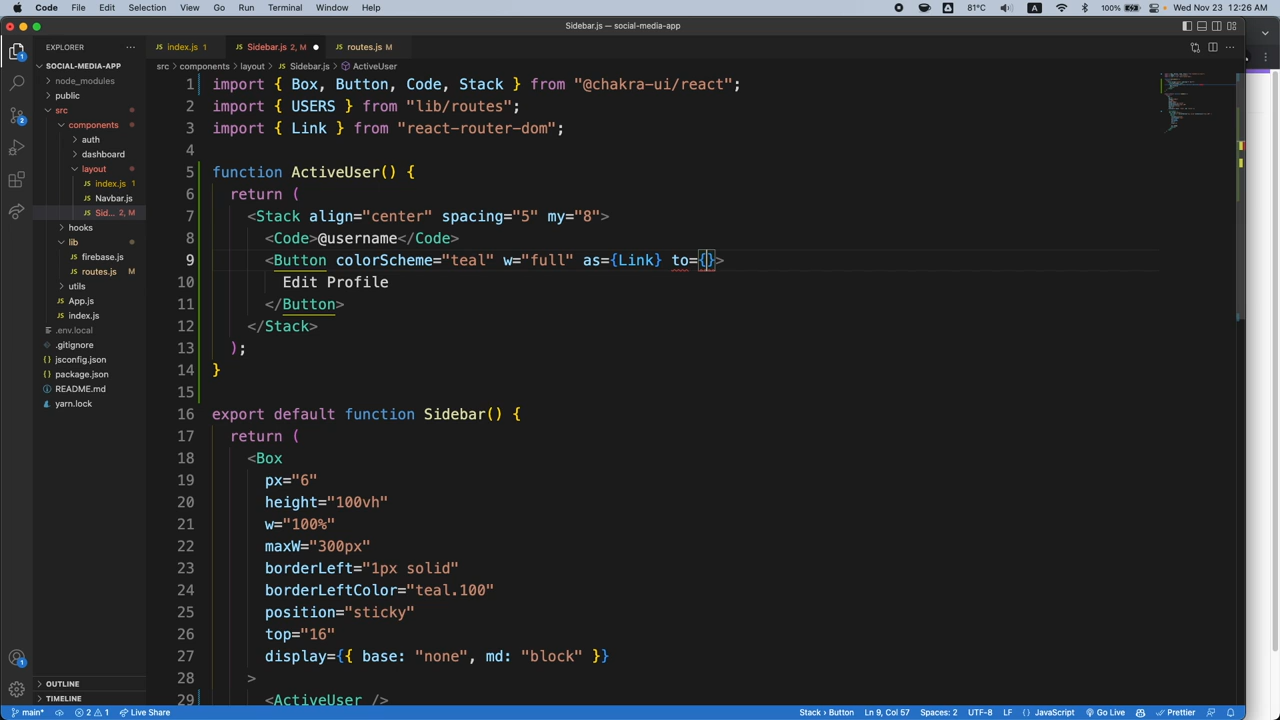 Code File Edit Selection View Go Run Terminal Window Help 81°C A 100% Wed Nov 23 12:26 AM
Sidebar.js — social-media-app
EXPLORER
index.js 1
Sidebar.js 2, M
routes.js M
SOCIAL-MEDIA-APP
node_modules
public
src
components
auth
dashboard
layout
index.js 1
Navbar.js
Sid... 2, M
hooks
lib
firebase.js
routes.js M
utils
App.js
index.js
.env.local
.gitignore
jsconfig.json
package.json
README.md
yarn.lock
OUTLINE
TIMELINE
src > components > layout > Sidebar.js > ActiveUser
1 import { Box, Button, Code, Stack } from "@chakra-ui/react";
2 import { USERS } from "lib/routes";
3 import { Link } from "react-router-dom";
4
5 function ActiveUser() {
6 return (
7 <Stack align="center" spacing="5" my="8">
8 <Code>@username</Code>
9 <Button colorScheme="teal" w="full" as={Link} to={}>
10 Edit Profile
11 </Button>
12 </Stack>
13 );
14 }
15
16 export default function Sidebar() {
17 return (
18 <Box
19 px="6"
20 height="100vh"
21 w="100%"
22 maxW="300px"
23 borderLeft="1px solid"
24 borderLeftColor="teal.100"
25 position="sticky"
26 top="16"
27 display={{ base: "none", md: "block" }}
28 >
29 <ActiveUser />
main* 2 1 Live Share Stack > Button Ln 9, Col 57 Spaces: 2 UTF-8 LF {} JavaScript Go Live Prettier